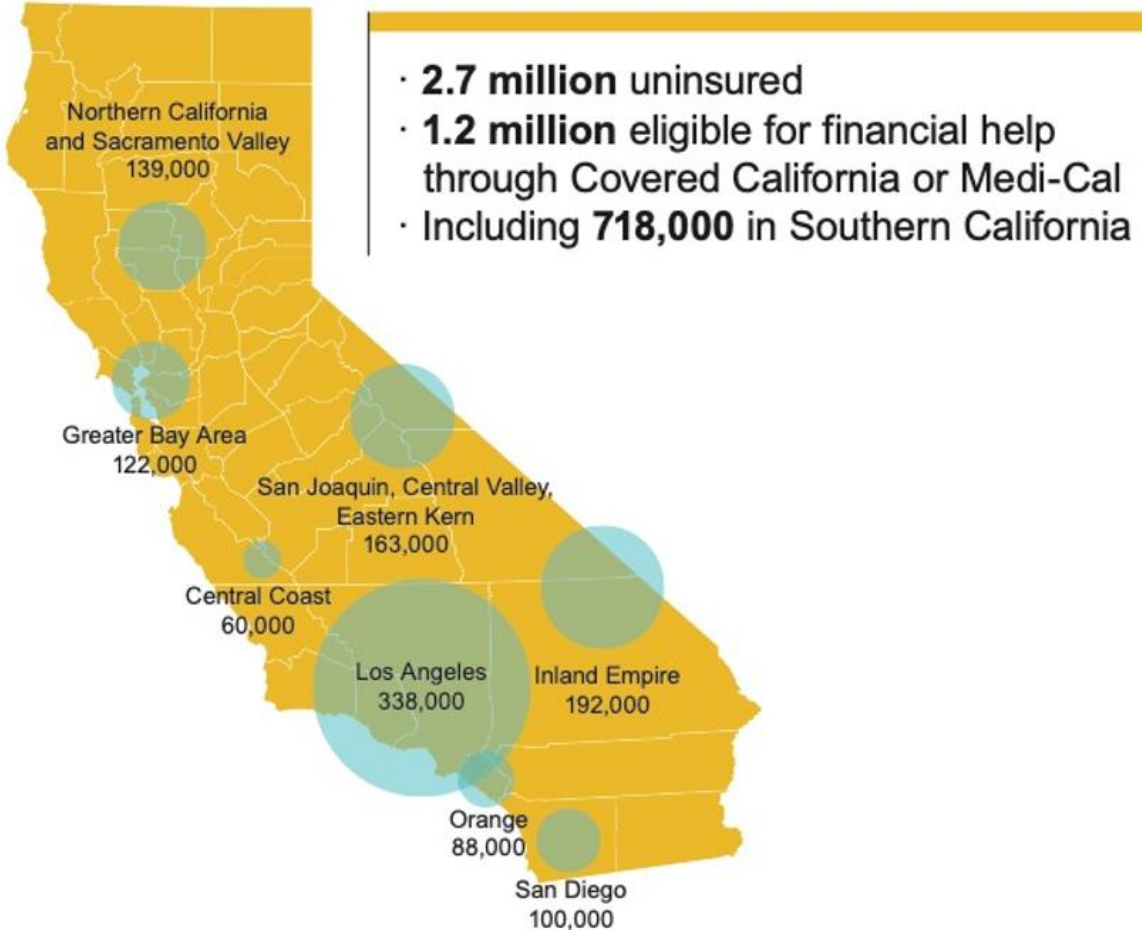 · 2.7 million uninsured
· 1.2 million eligible for financial help
through Covered California or Medi-Cal
· Including 718,000 in Southern California
Northern California
and Sacramento Valley
139,000
Greater Bay Area
122,000
San Joaquin, Central Valley,
Eastern Kern
163,000
Central Coast
60,000
Los Angeles
338,000
Inland Empire
192,000
Orange
88,000
San Diego
100,000